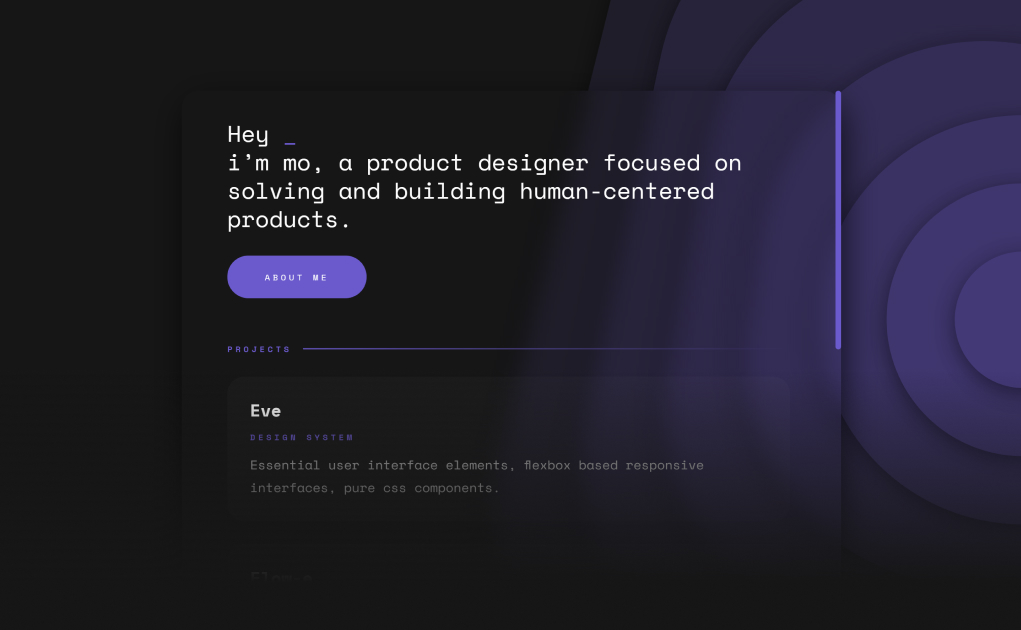 Hey _
i’m mo, a product designer focused on
solving and building human-centered
products.
ABOUT ME
PROJECTS
Eve
DESIGN SYSTEM
Essential user interface elements, flexbox based responsive
interfaces, pure css components.